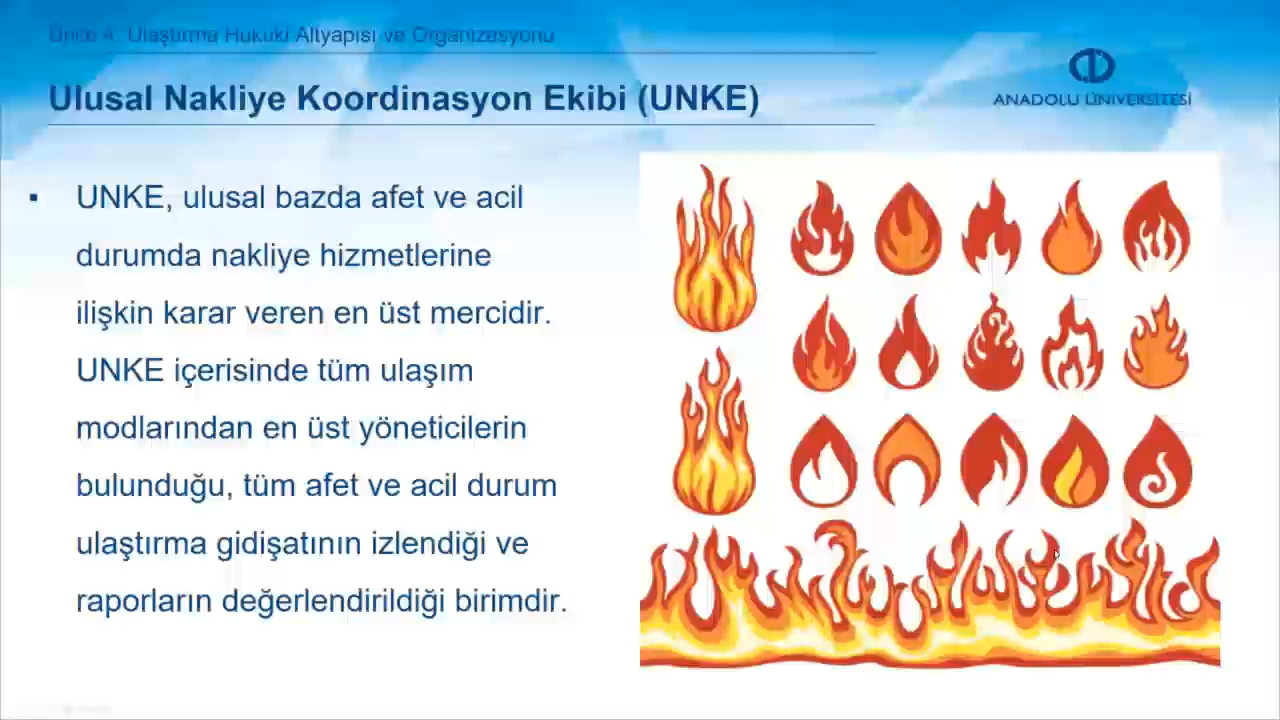 Ünite 4: Ulaştırma Hukuki Altyapısı ve Organizasyonu
Ulusal Nakliye Koordinasyon Ekibi (UNKE)
ANADOLU ÜNİVERSİTESİ
▪ UNKE, ulusal bazda afet ve acil
durumda nakliye hizmetlerine
ilişkin karar veren en üst mercidir.
UNKE içerisinde tüm ulaşım
modlarından en üst yöneticilerin
bulunduğu, tüm afet ve acil durum
ulaştırma gidişatının izlendiği ve
raporların değerlendirildiği birimdir.